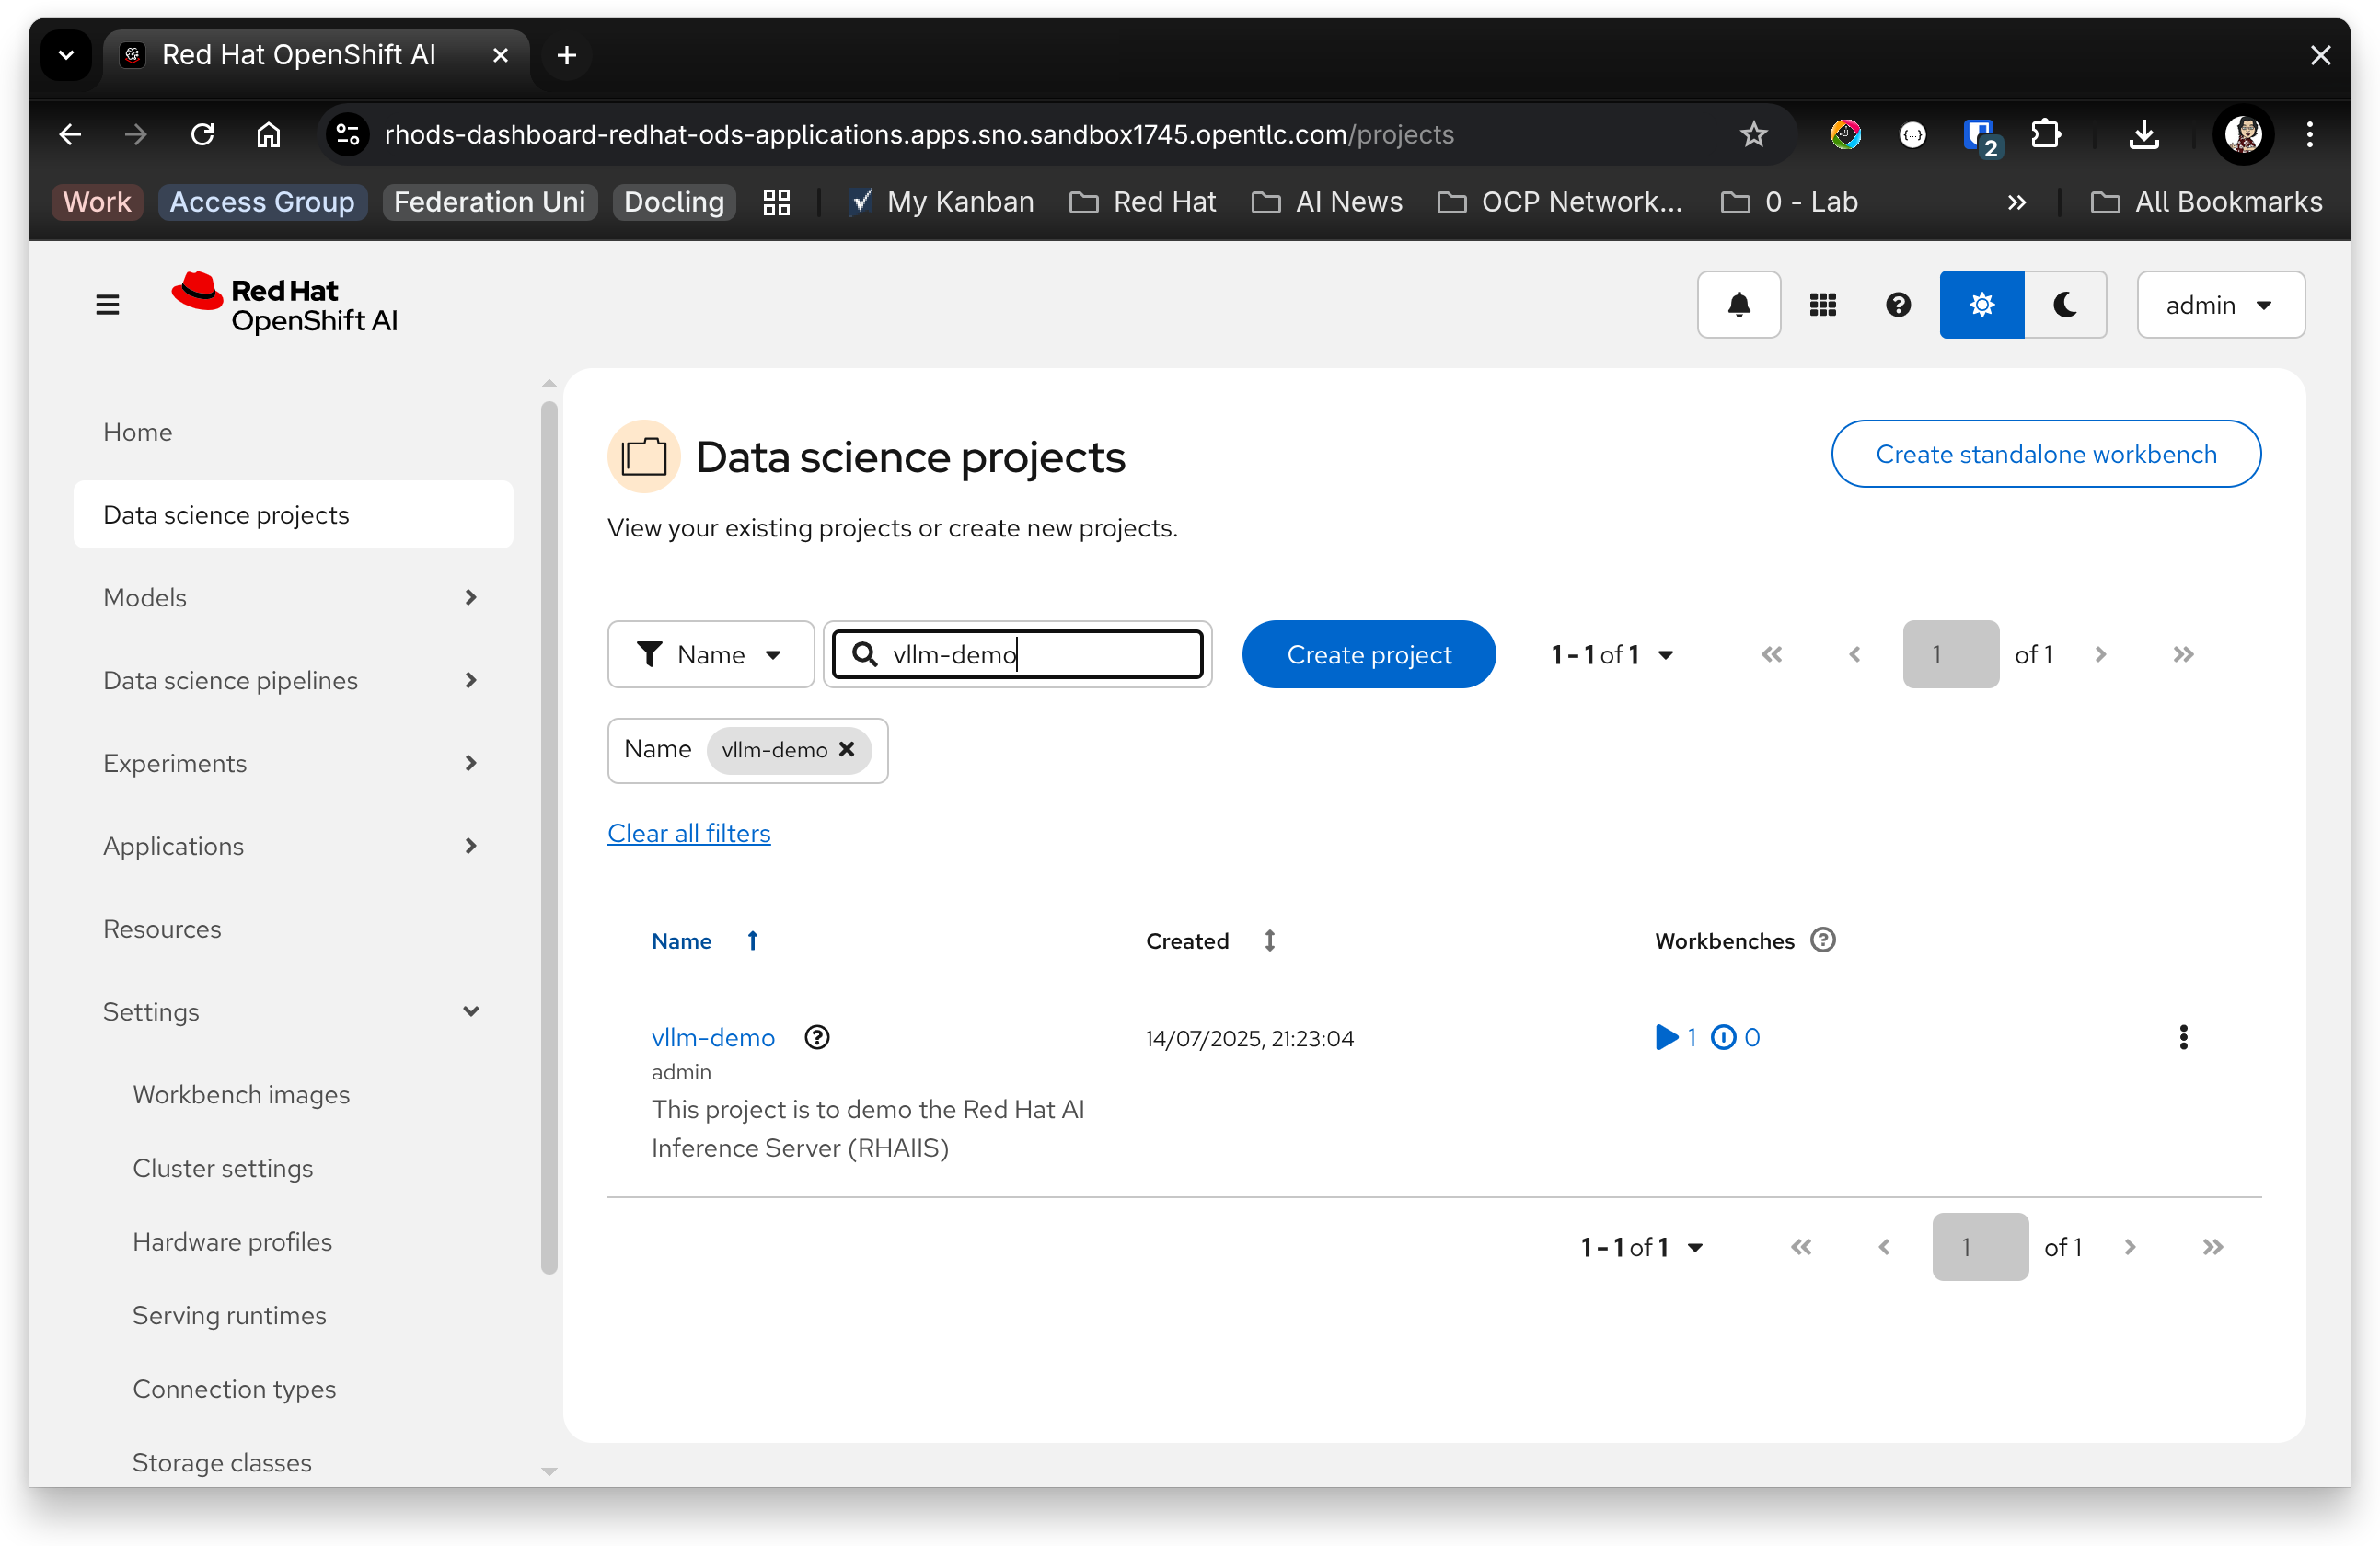 Red Hat OpenShift AI
rhods-dashboard-redhat-ods-applications.apps.sno.sandbox1745.opentlc.com/projects
2
Work Access Group Federation Uni Docling My Kanban Red Hat AI News OCP Network... 0 - Lab All Bookmarks
Red Hat
OpenShift AI
admin
Home
Data science projects
Models
Data science pipelines
Experiments
Applications
Resources
Settings
Workbench images
Cluster settings
Hardware profiles
Serving runtimes
Connection types
Storage classes
Data science projects
Create standalone workbench
View your existing projects or create new projects.
Name vllm-demo Create project 1 - 1 of 1 1 of 1
Name vllm-demo
Clear all filters
Name Created Workbenches
vllm-demo 14/07/2025, 21:23:04 1 0
admin
This project is to demo the Red Hat AI
Inference Server (RHAIIS)
1 - 1 of 1 1 of 1